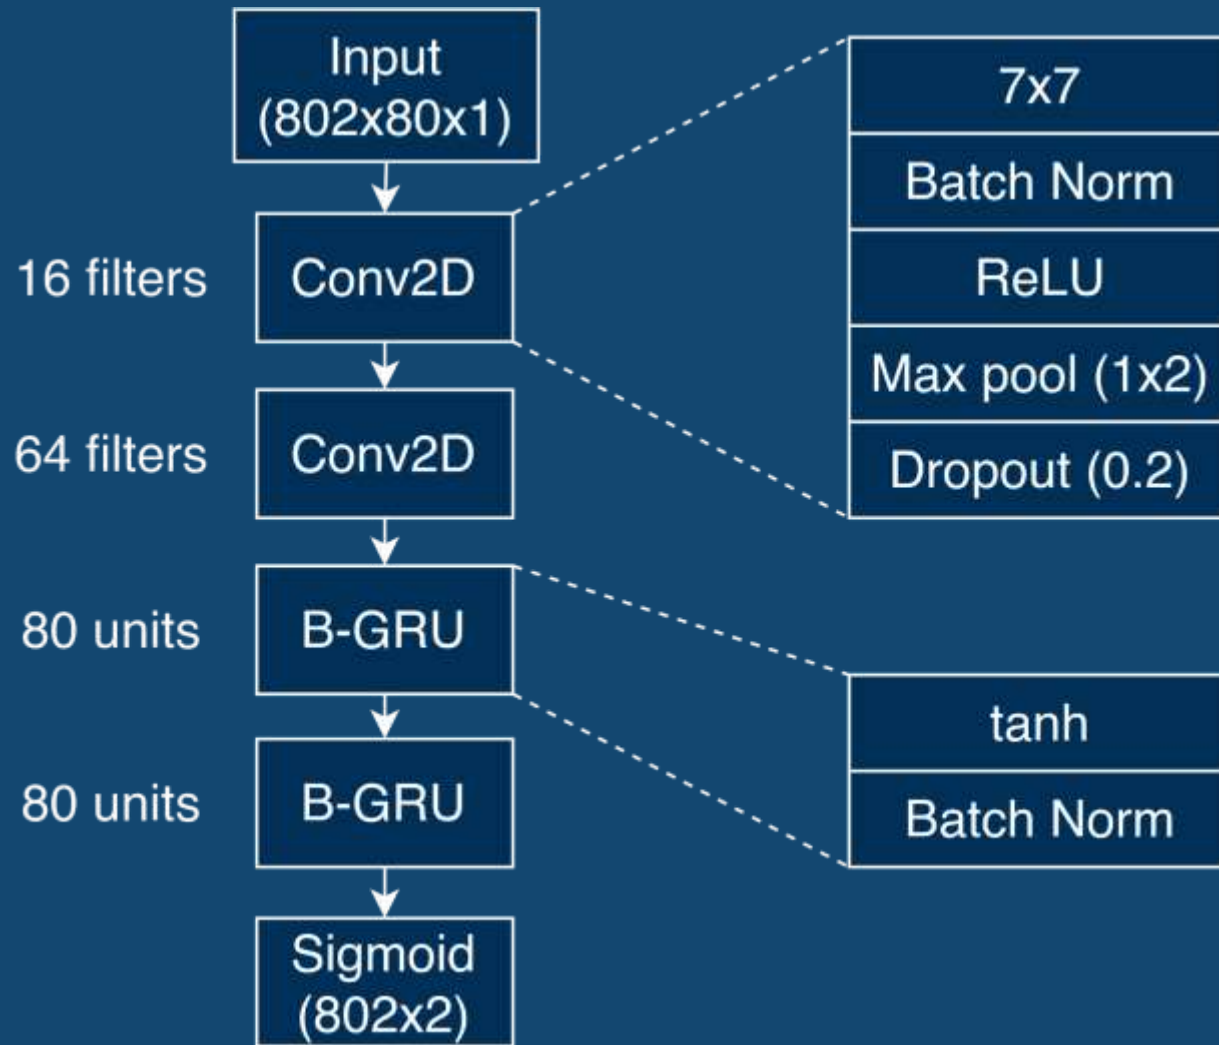 Input
(802x80x1)
16 filters
Conv2D
64 filters
Conv2D
80 units
B-GRU
80 units
B-GRU
Sigmoid
(802x2)
7x7
Batch Norm
ReLU
Max pool (1x2)
Dropout (0.2)
tanh
Batch Norm